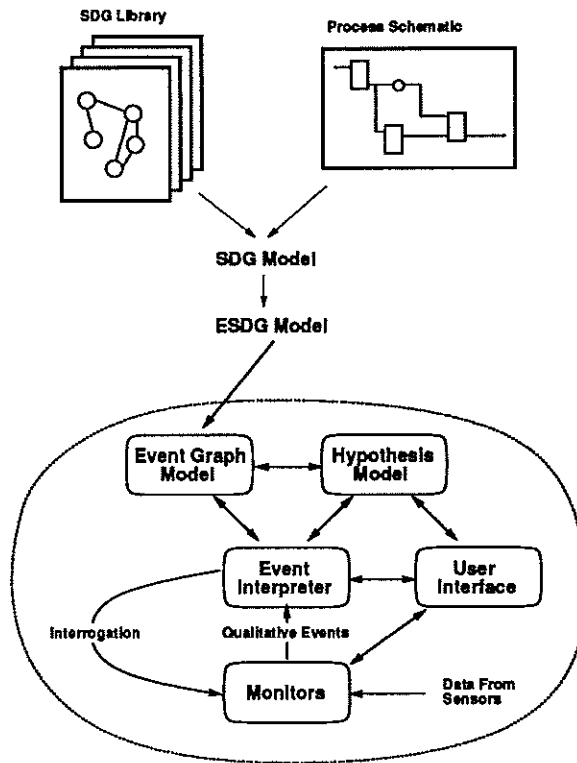 SDG Library
Process Schematic
SDG Model
ESDG Model
Event Graph
Model
Hypothesis
Model
Event
Interpreter
User
Interface
Interrogation
Qualitative Events
Monitors
Data From
Sensors